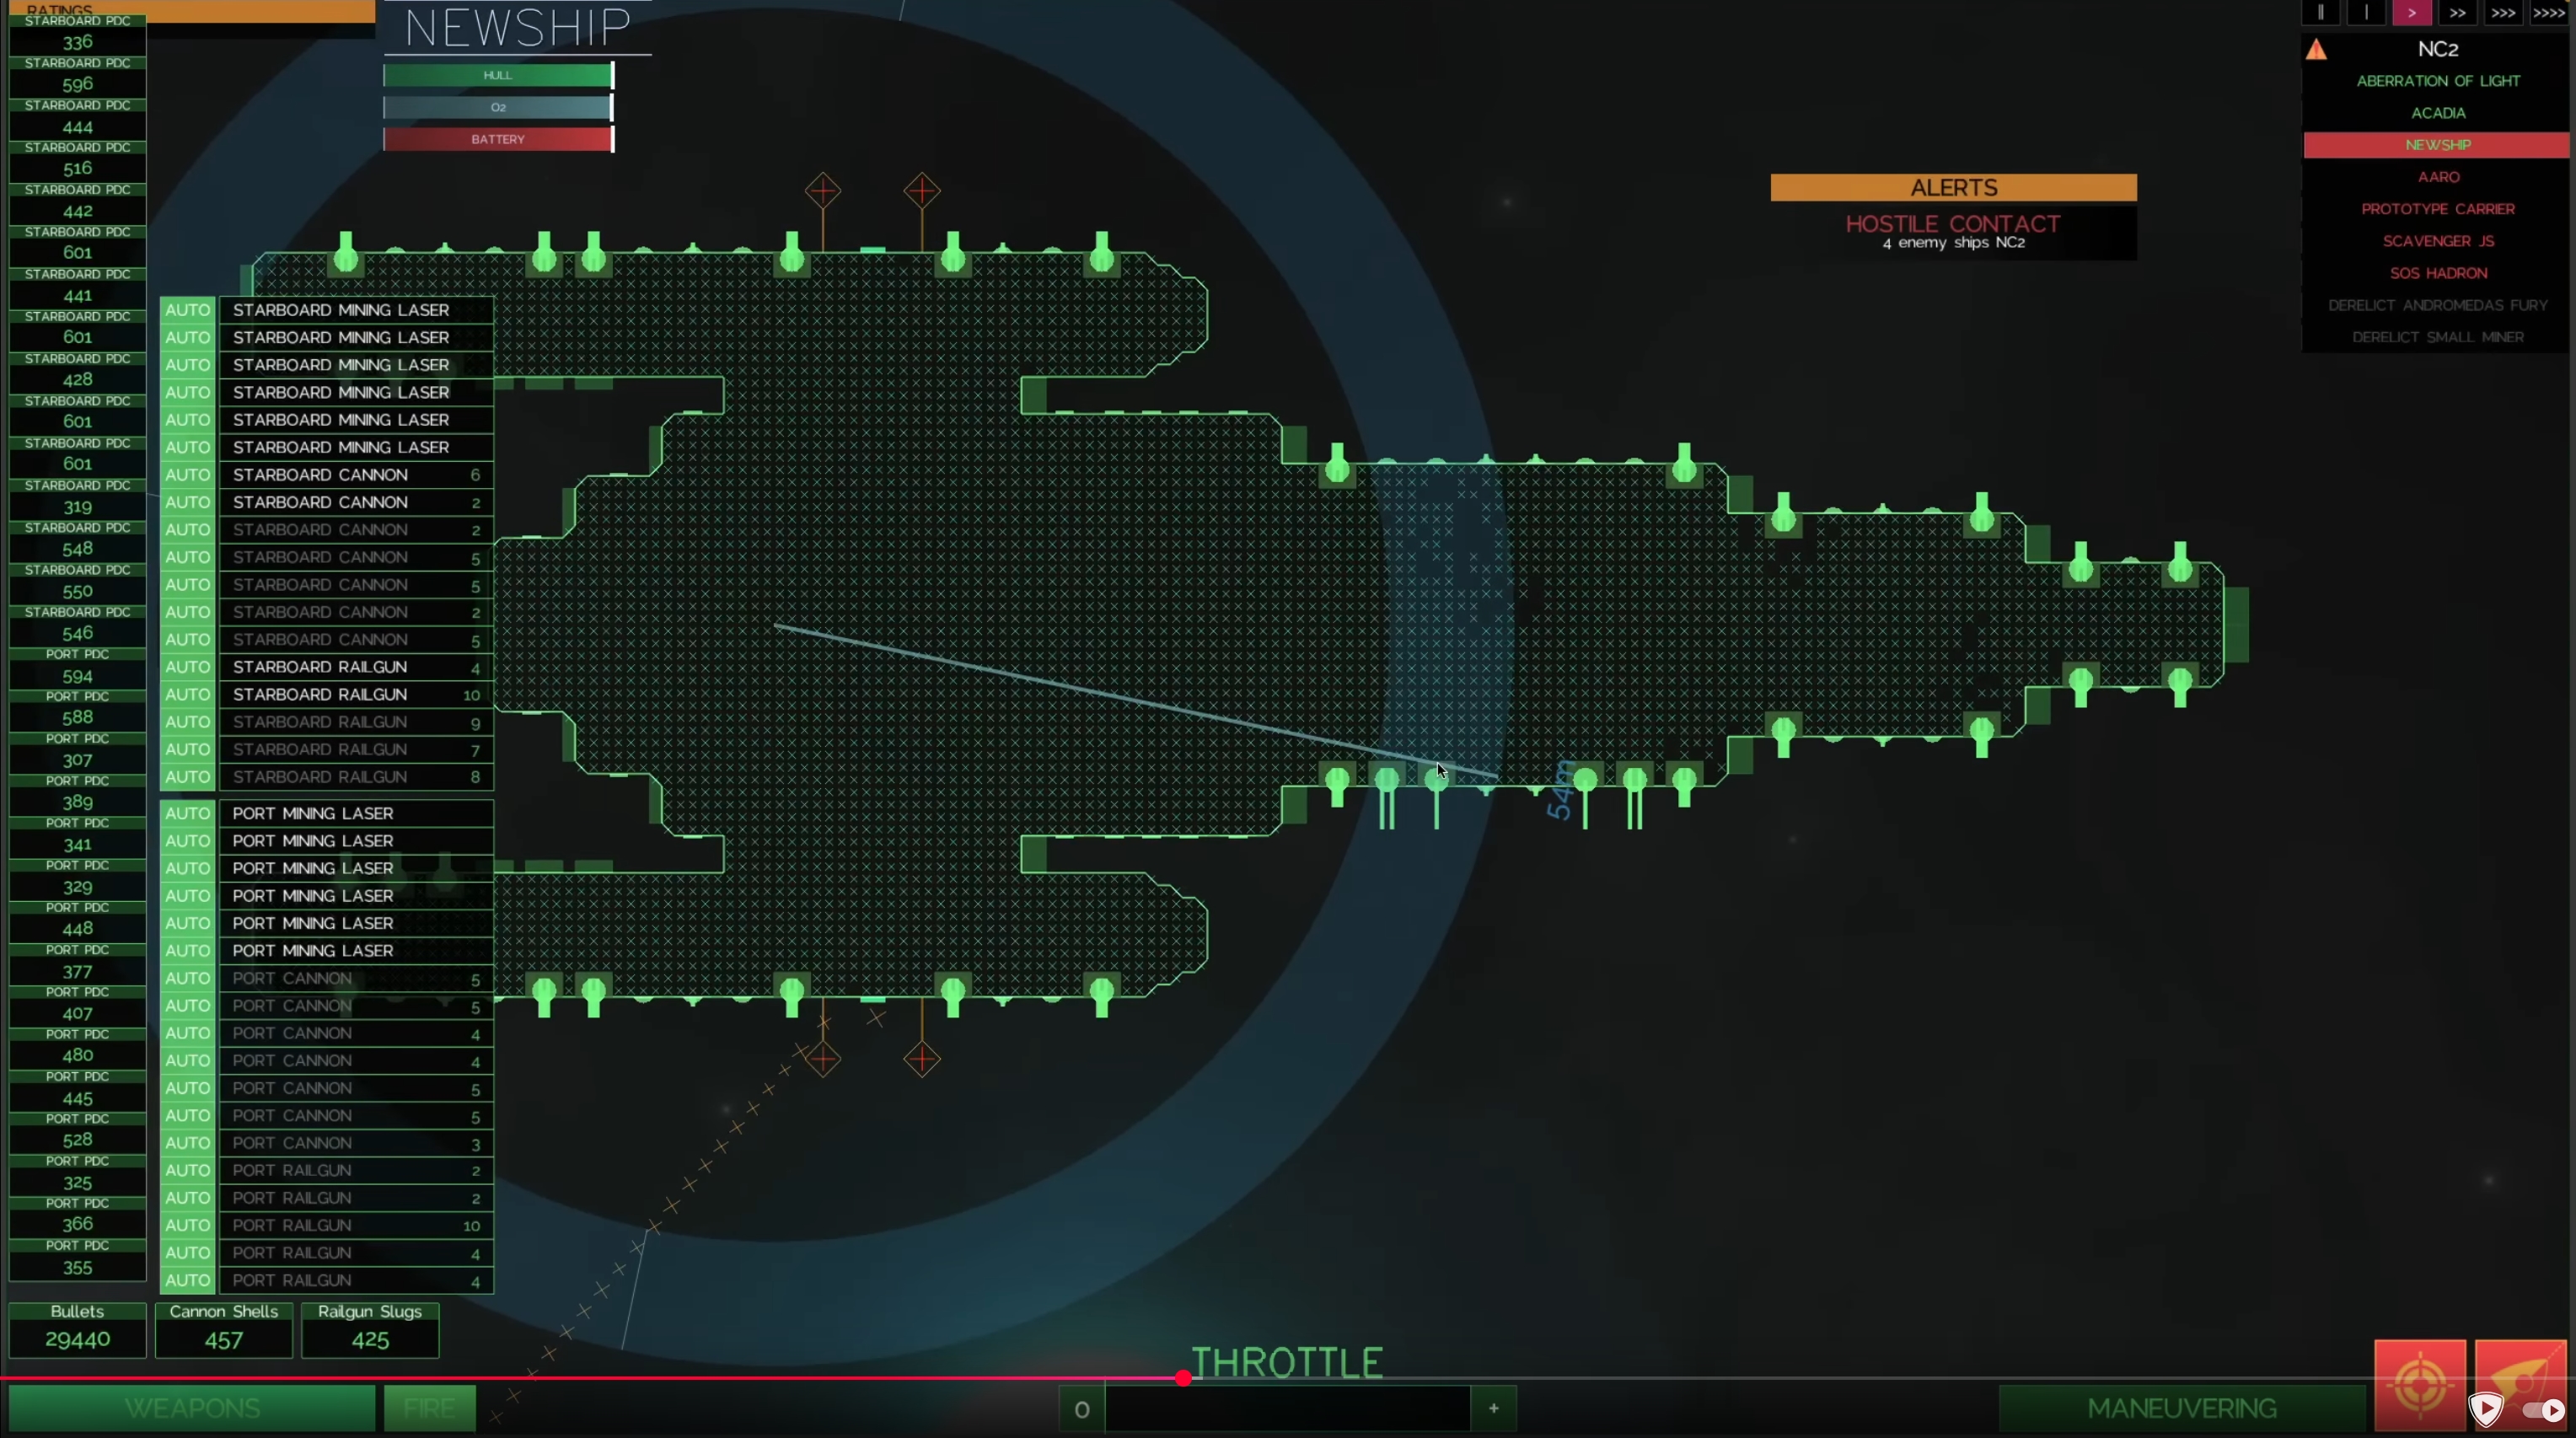 RATINGS
STARBOARD PDC
336
STARBOARD PDC
596
STARBOARD PDC
444
STARBOARD PDC
516
STARBOARD PDC
442
STARBOARD PDC
601
STARBOARD PDC
441
STARBOARD PDC
601
STARBOARD PDC
428
STARBOARD PDC
601
STARBOARD PDC
601
STARBOARD PDC
319
STARBOARD PDC
548
STARBOARD PDC
550
STARBOARD PDC
546
PORT PDC
594
PORT PDC
588
PORT PDC
307
PORT PDC
389
PORT PDC
341
PORT PDC
329
PORT PDC
448
PORT PDC
377
PORT PDC
407
PORT PDC
480
PORT PDC
445
PORT PDC
528
PORT PDC
325
PORT PDC
366
PORT PDC
355
Bullets
29440
Cannon Shells
457
Railgun Slugs
425
WEAPONS
FIRE
NEWSHIP
HULL
O2
BATTERY
AUTO STARBOARD MINING LASER
AUTO STARBOARD MINING LASER
AUTO STARBOARD MINING LASER
AUTO STARBOARD MINING LASER
AUTO STARBOARD MINING LASER
AUTO STARBOARD MINING LASER
AUTO STARBOARD CANNON 6
AUTO STARBOARD CANNON 2
AUTO STARBOARD CANNON 2
AUTO STARBOARD CANNON 5
AUTO STARBOARD CANNON 5
AUTO STARBOARD CANNON 2
AUTO STARBOARD CANNON 5
AUTO STARBOARD RAILGUN 4
AUTO STARBOARD RAILGUN 10
AUTO STARBOARD RAILGUN 9
AUTO STARBOARD RAILGUN 7
AUTO STARBOARD RAILGUN 8
AUTO PORT MINING LASER
AUTO PORT MINING LASER
AUTO PORT MINING LASER
AUTO PORT MINING LASER
AUTO PORT MINING LASER
AUTO PORT MINING LASER
AUTO PORT CANNON 5
AUTO PORT CANNON 5
AUTO PORT CANNON 4
AUTO PORT CANNON 4
AUTO PORT CANNON 5
AUTO PORT CANNON 5
AUTO PORT CANNON 3
AUTO PORT RAILGUN 2
AUTO PORT RAILGUN 2
AUTO PORT RAILGUN 10
AUTO PORT RAILGUN 4
AUTO PORT RAILGUN 4
54m
THROTTLE
0 +
ALERTS
HOSTILE CONTACT
4 enemy ships NC2
|| | > >> >>> >>>>
NC2
ABERRATION OF LIGHT
ACADIA
NEWSHIP
AARO
PROTOTYPE CARRIER
SCAVENGER JS
SOS HADRON
DERELICT ANDROMEDAS FURY
DERELICT SMALL MINER
MANEUVERING